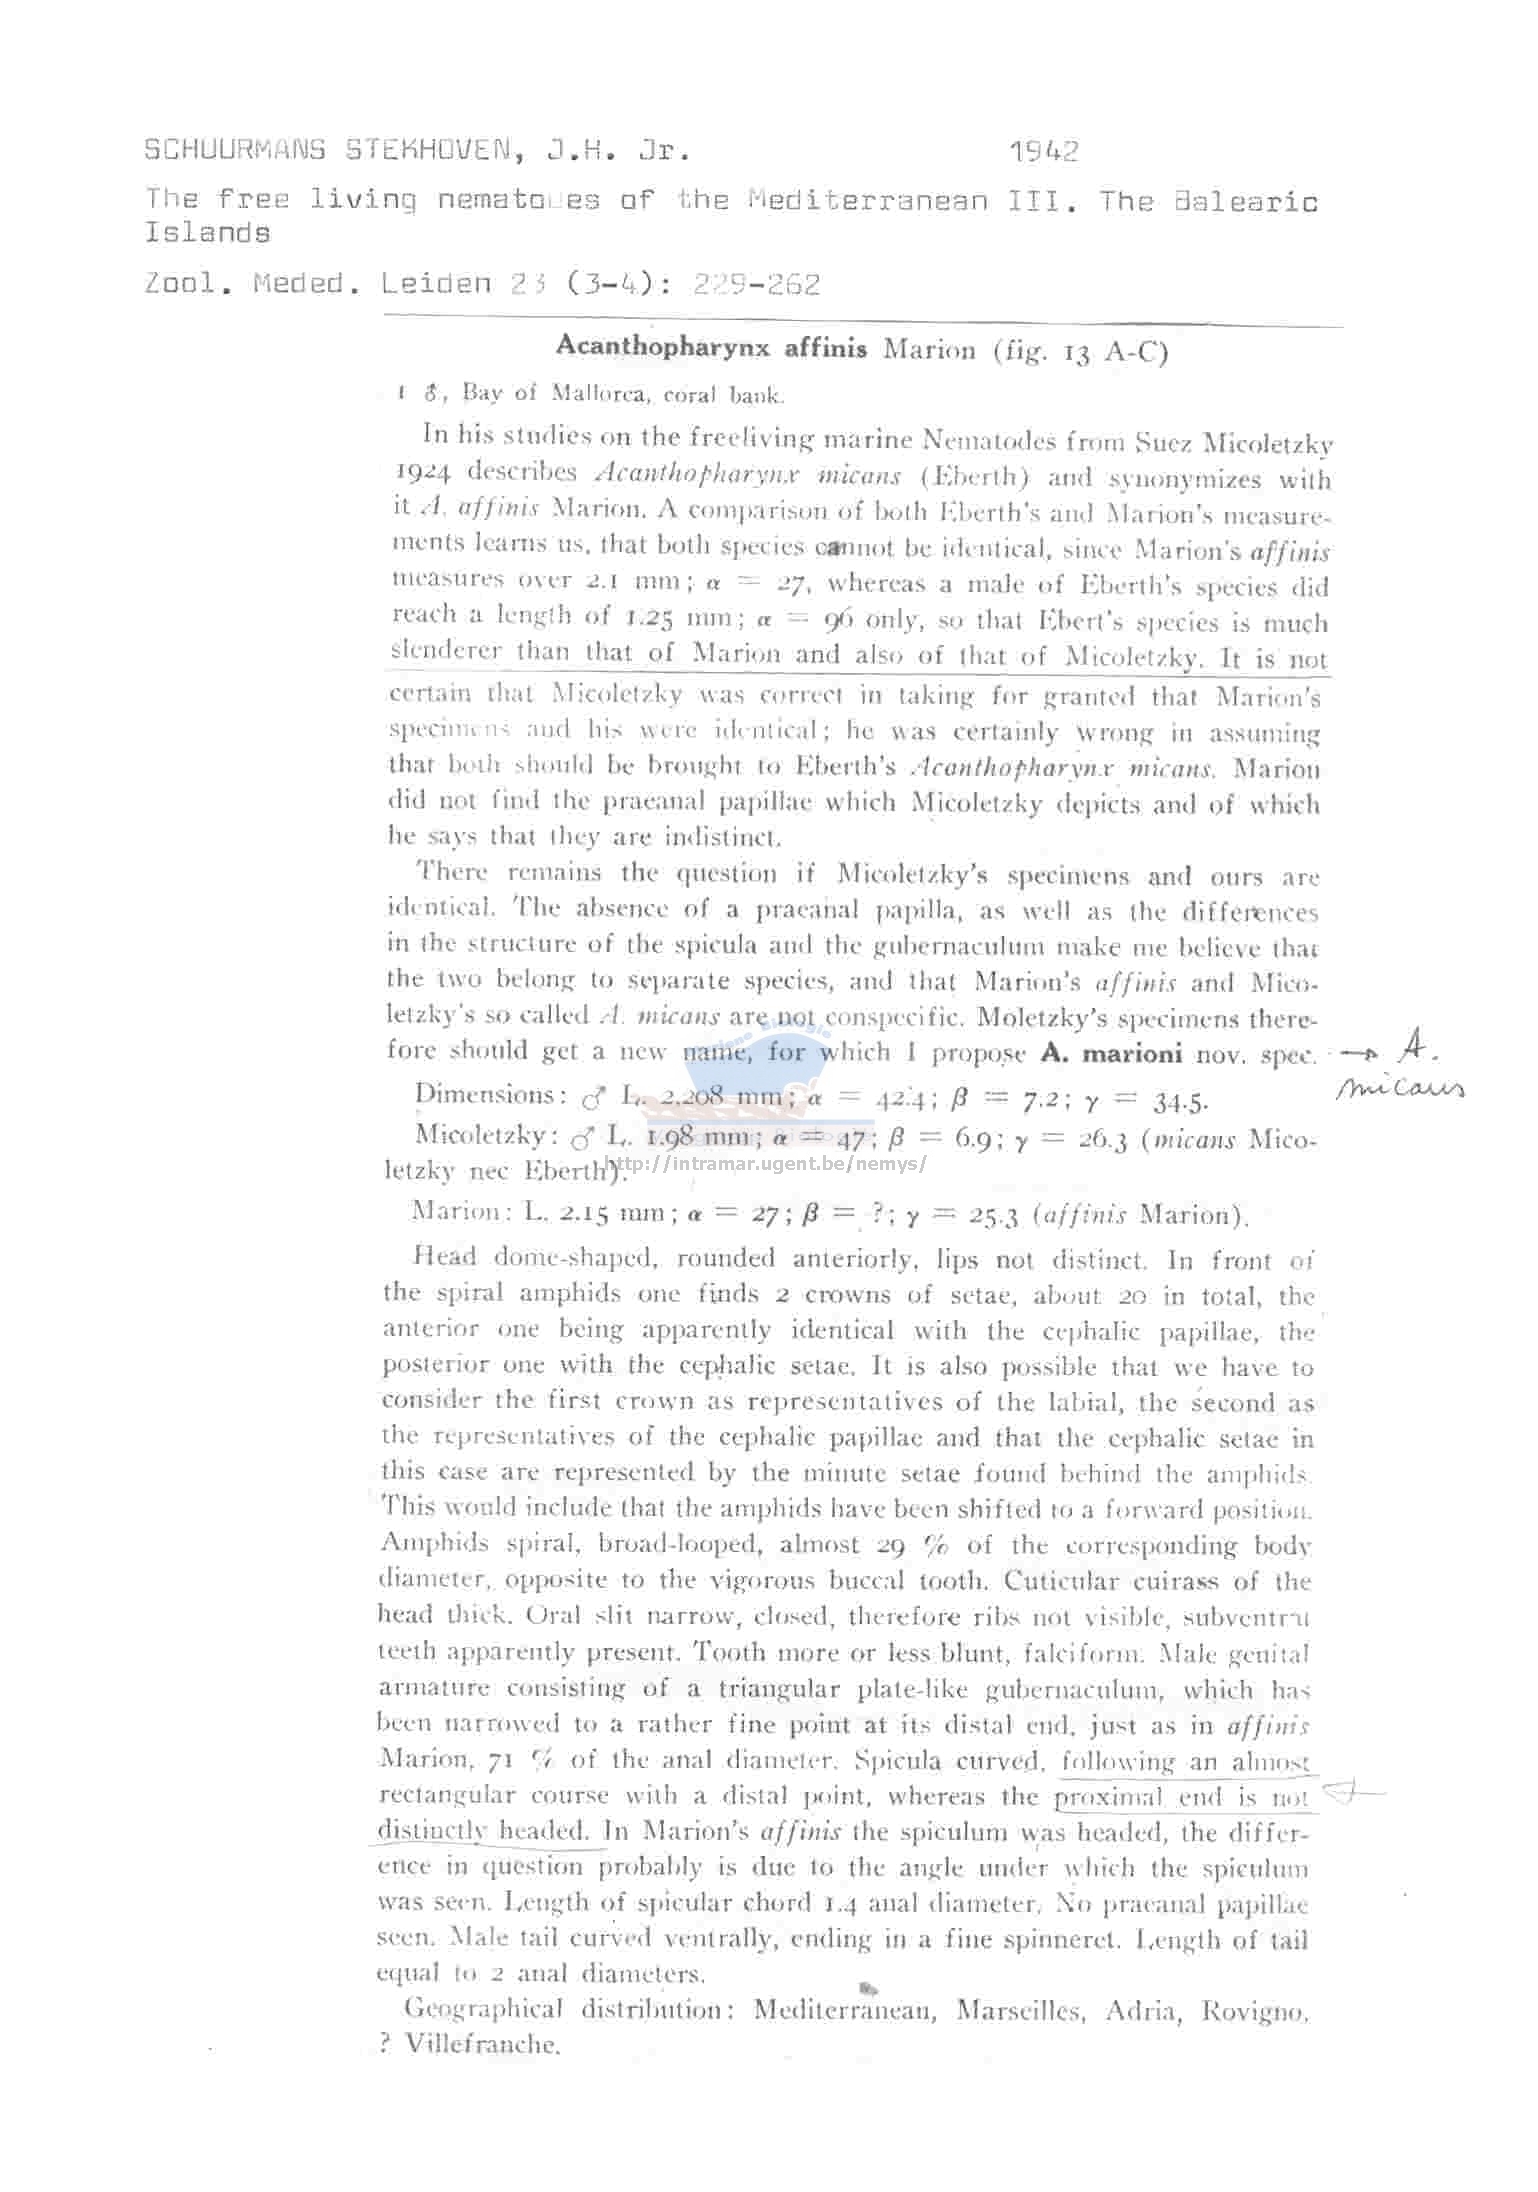 SCHUURMANS STEKHOVEN, J.H. Jr. 1942
The free living nematodes of the Mediterranean III. The Balearic
Islands
Zool. Meded. Leiden 23 (3-4): 229-262
Acanthopharynx affinis Marion (fig. 13 A-C)
1 ♂, Bay of Mallorca, coral bank.
In his studies on the freeliving marine Nematodes from Suez Micoletzky
1924 describes Acanthopharynx micans (Eberth) and synonymizes with
it A. affinis Marion. A comparison of both Eberth's and Marion's measure-
ments learns us, that both species cannot be identical, since Marion's affinis
measures over 2.1 mm; α = 27, whereas a male of Eberth's species did
reach a length of 1.25 mm; α = 96 only, so that Ebert's species is much
slenderer than that of Marion and also of that of Micoletzky. It is not
certain that Micoletzky was correct in taking for granted that Marion's
specimens and his were identical; he was certainly wrong in assuming
that both should be brought to Eberth's Acanthopharynx micans. Marion
did not find the praeanal papillae which Micoletzky depicts and of which
he says that they are indistinct.
There remains the question if Micoletzky's specimens and ours are
identical. The absence of a praeanal papilla, as well as the differences
in the structure of the spicula and the gubernaculum make me believe that
the two belong to separate species, and that Marion's affinis and Mico-
letzky's so called A. micans are not conspecific. Moletzky's specimens there-
fore should get a new name, for which I propose A. marioni nov. spec. → A.
micans
Dimensions: ♂ L. 2.208 mm; α = 42.4; β = 7.2; γ = 34.5.
Micoletzky: ♂ L. 1.98 mm; α = 47; β = 6.9; γ = 26.3 (micans Mico-
letzky nec Eberth).
http://intramar.ugent.be/nemys/
Marion: L. 2.15 mm; α = 27; β = ?; γ = 25.3 (affinis Marion).
Head dome-shaped, rounded anteriorly, lips not distinct. In front of
the spiral amphids one finds 2 crowns of setae, about 20 in total, the
anterior one being apparently identical with the cephalic papillae, the
posterior one with the cephalic setae. It is also possible that we have to
consider the first crown as representatives of the labial, the second as
the representatives of the cephalic papillae and that the cephalic setae in
this case are represented by the minute setae found behind the amphids.
This would include that the amphids have been shifted to a forward position.
Amphids spiral, broad-looped, almost 29 % of the corresponding body
diameter, opposite to the vigorous buccal tooth. Cuticular cuirass of the
head thick. Oral slit narrow, closed, therefore ribs not visible, subventral
teeth apparently present. Tooth more or less blunt, falciform. Male genital
armature consisting of a triangular plate-like gubernaculum, which has
been narrowed to a rather fine point at its distal end, just as in affinis
Marion, 71 % of the anal diameter. Spicula curved, following an almost
rectangular course with a distal point, whereas the proximal end is not
distinctly headed. In Marion's affinis the spiculum was headed, the differ-
ence in question probably is due to the angle under which the spiculum
was seen. Length of spicular chord 1.4 anal diameter. No praeanal papillae
seen. Male tail curved ventrally, ending in a fine spinneret. Length of tail
equal to 2 anal diameters.
Geographical distribution: Mediterranean, Marseilles, Adria, Rovigno,
? Villefranche.